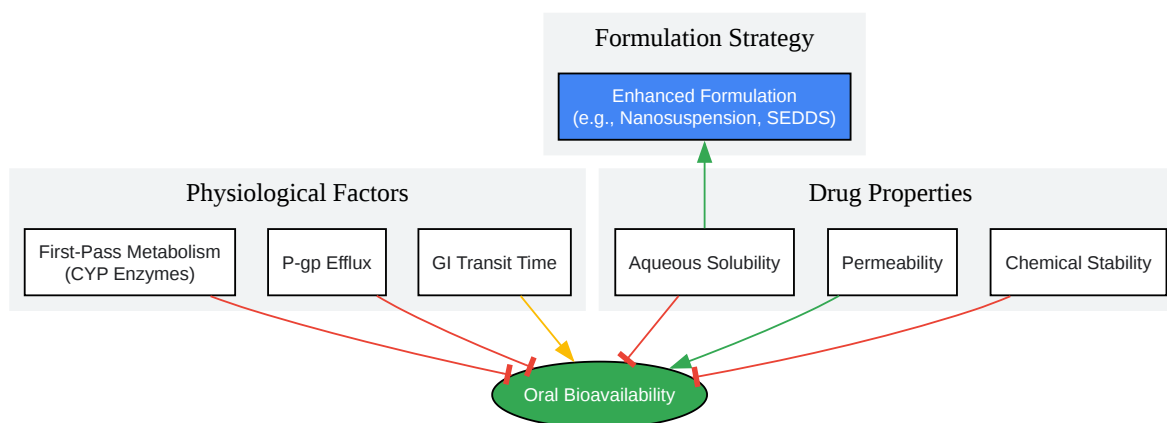 Formulation Strategy
Enhanced Formulation
(e.g., Nanosuspension, SEDDS)
Physiological Factors
First-Pass Metabolism
(CYP Enzymes)
P-gp Efflux
GI Transit Time
Drug Properties
Aqueous Solubility
Permeability
Chemical Stability
Oral Bioavailability